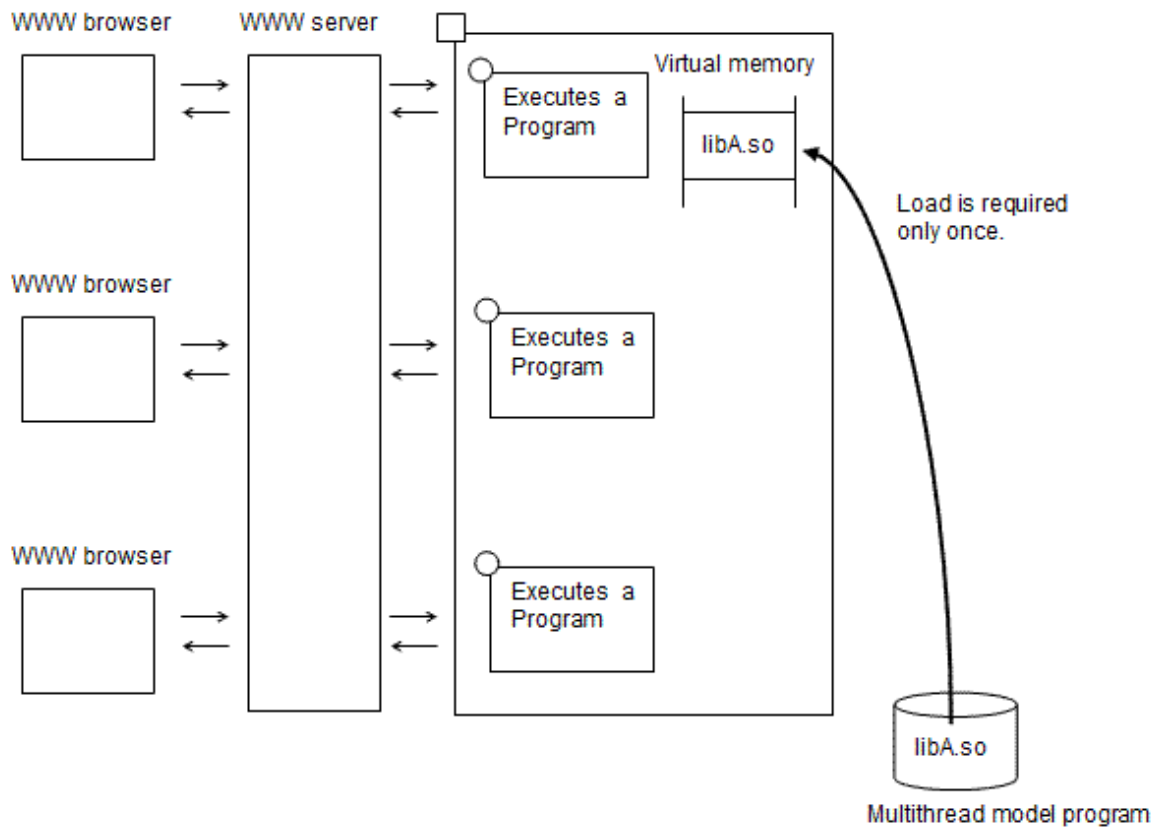 WWW browser
WWW server
Virtual memory
Executes a
Program
libA.so
Load is required
only once.
WWW browser
Executes a
Program
WWW browser
Executes a
Program
libA.so
Multithread model program